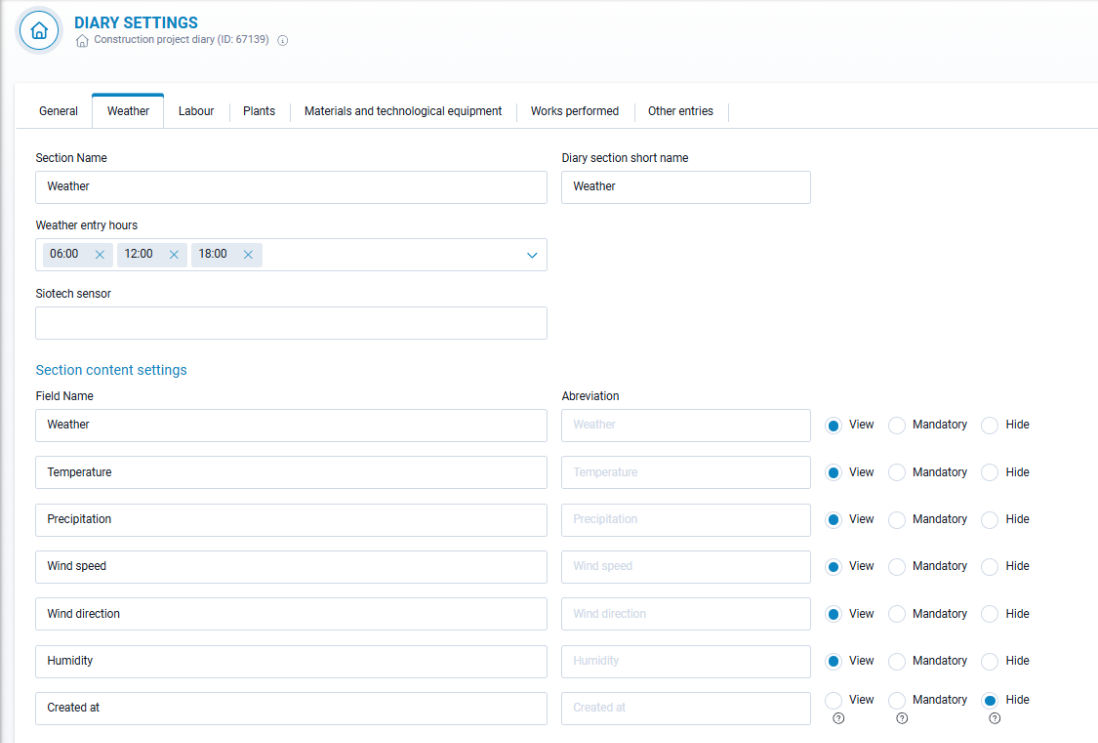 DIARY SETTINGS
Construction project diary (ID: 67139)
General Weather Labour Plants Materials and technological equipment Works performed Other entries
Section Name Diary section short name
Weather Weather
Weather entry hours
06:00 12:00 18:00
Siotech sensor
Section content settings
Field Name Abreviation
Weather Weather View Mandatory Hide
Temperature Temperature View Mandatory Hide
Precipitation Precipitation View Mandatory Hide
Wind speed Wind speed View Mandatory Hide
Wind direction Wind direction View Mandatory Hide
Humidity Humidity View Mandatory Hide
Created at Created at View Mandatory Hide